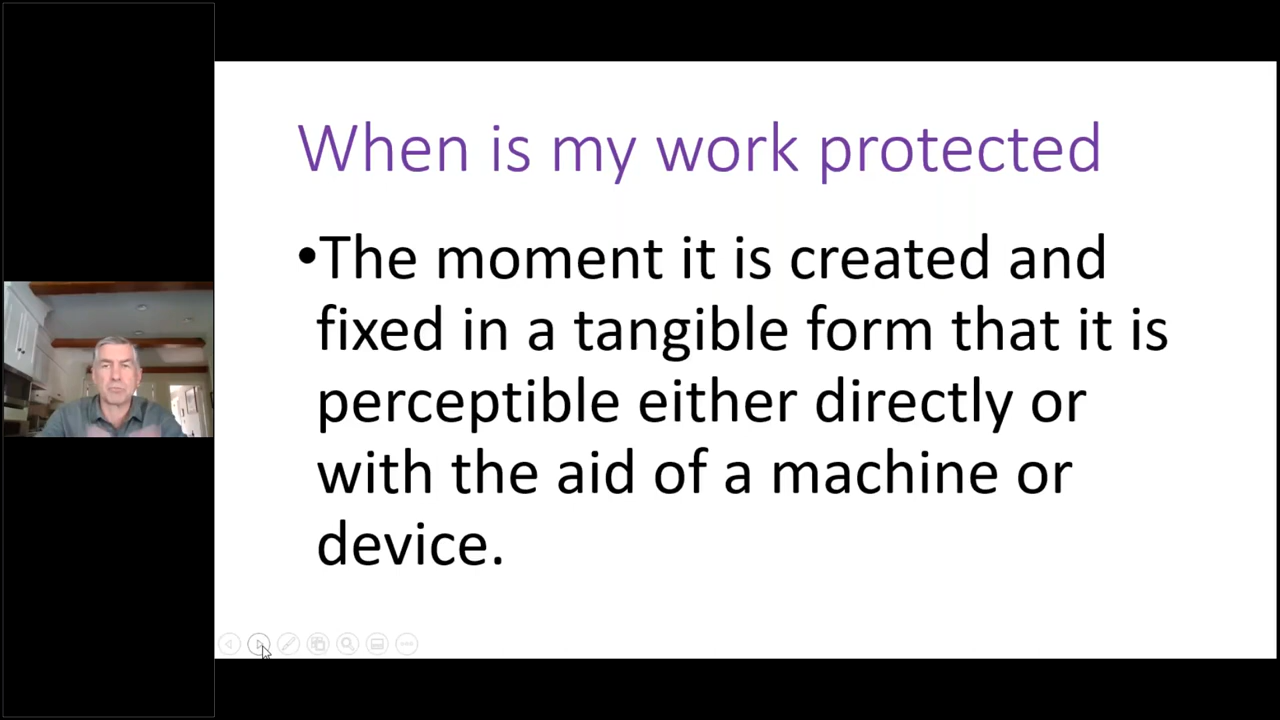 When is my work protected
•The moment it is created and
fixed in a tangible form that it is
perceptible either directly or
with the aid of a machine or
device.